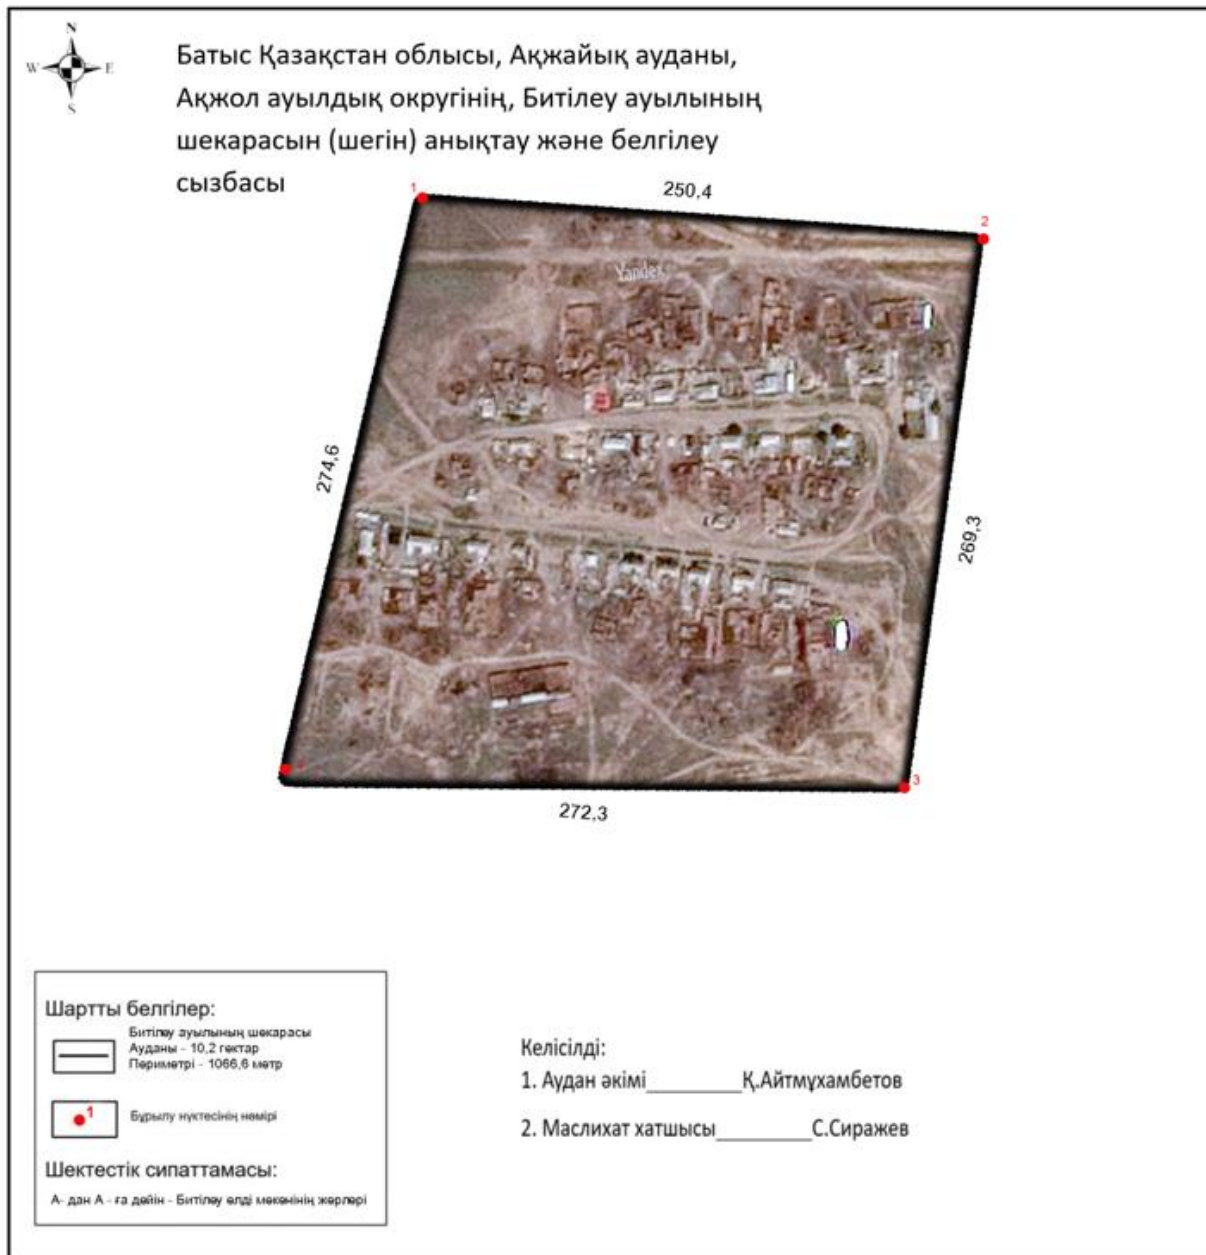 N
W E
S
Батыс Қазақстан облысы, Ақжайық ауданы,
Ақжол ауылдық округінің, Битілеу ауылының
шекарасын (шегін) анықтау және белгілеу
сызбасы
1
250,4
2
Yandex
274,6
269,3
3
272,3
Шартты белгілер:
Битілеу ауылының шекарасы
Ауданы - 10,2 гектар
Периметрі - 1066,6 метр
1
Бұрылу нүктесінің нөмірі
Шектестік сипаттамасы:
А- дан А - ға дейін - Битілеу елді мекенінің жерлері
Келісілді:
1. Аудан әкімі_________Қ.Айтмұхамбетов
2. Маслихат хатшысы_________С.Сиражев